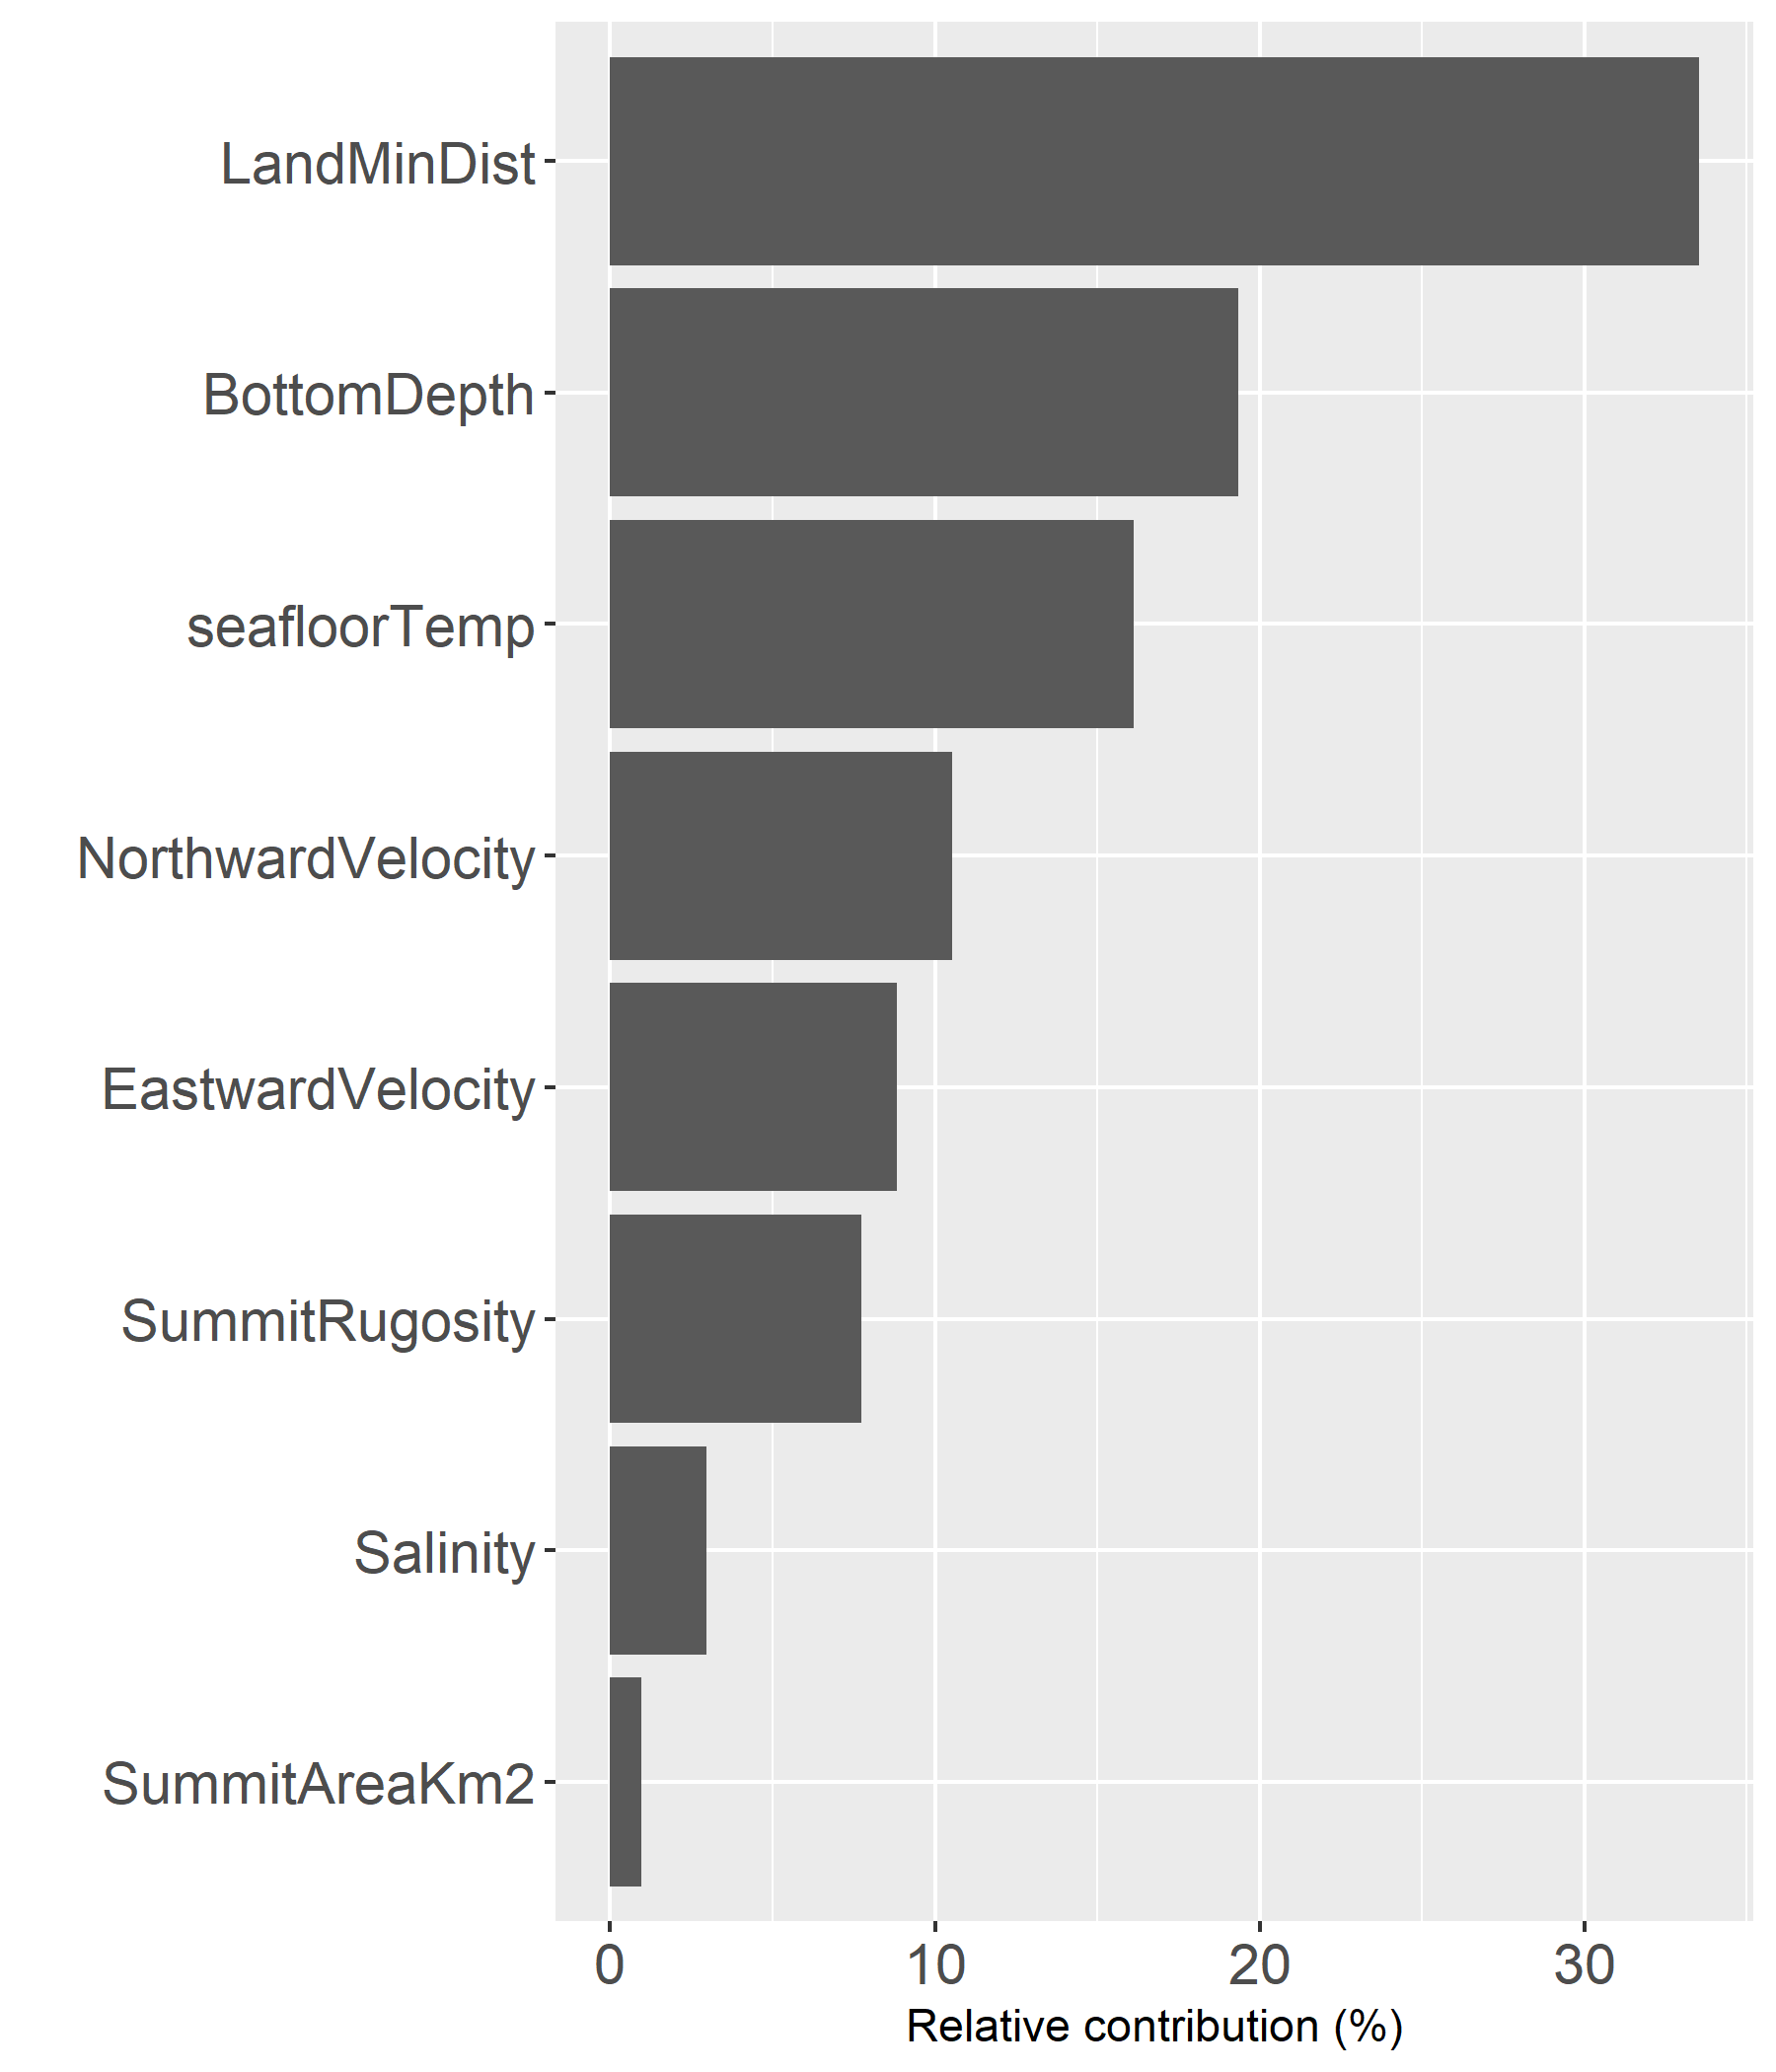 LandMinDist
BottomDepth
seafloorTemp
NorthwardVelocity
EastwardVelocity
SummitRugosity
Salinity
SummitAreaKm2
0 10 20 30
Relative contribution (%)